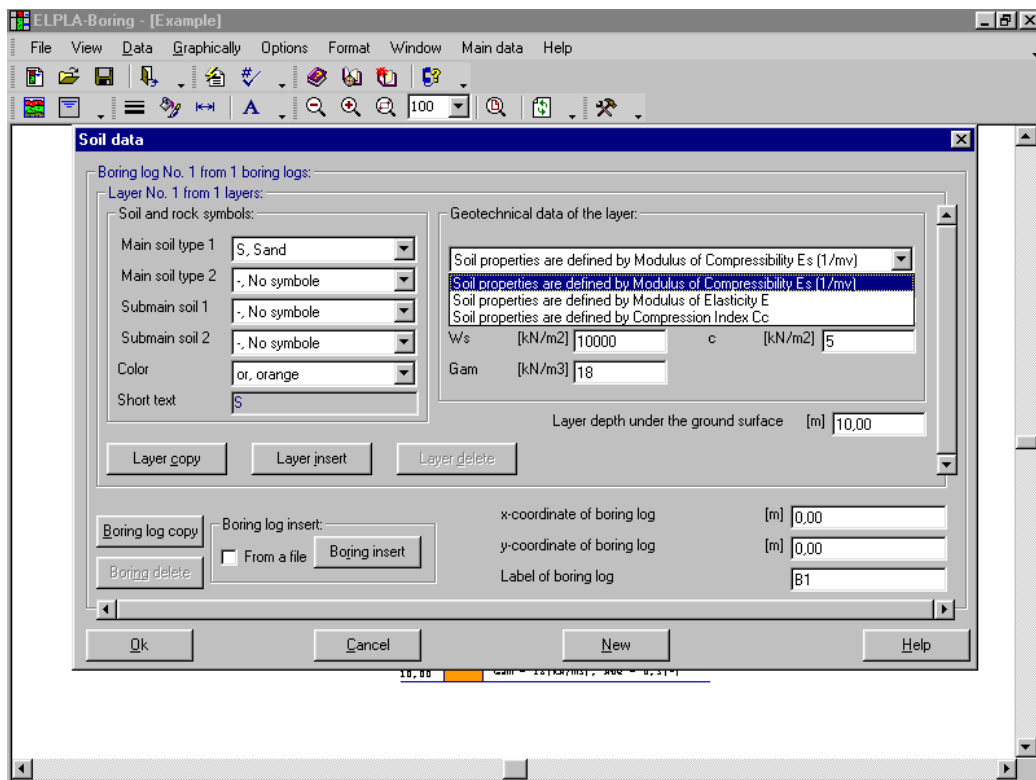 ELPLA-Boring - [Example]
File View Data Graphically Options Format Window Main data Help
100
Soil data
Boring log No. 1 from 1 boring logs:
Layer No. 1 from 1 layers:
Soil and rock symbols:
Main soil type 1 S, Sand
Main soil type 2 -, No symbole
Submain soil 1 -, No symbole
Submain soil 2 -, No symbole
Color or, orange
Short text S
Geotechnical data of the layer:
Soil properties are defined by Modulus of Compressibility Es (1/mv)
Soil properties are defined by Modulus of Compressibility Es (1/mv)
Soil properties are defined by Modulus of Elasticity E
Soil properties are defined by Compression Index Cc
Ws [kN/m2] 10000 c [kN/m2] 5
Gam [kN/m3] 18
Layer depth under the ground surface [m] 10,00
Layer copy Layer insert Layer delete
Boring log copy
Boring delete
Boring log insert:
From a file Boring insert
x-coordinate of boring log [m] 0,00
y-coordinate of boring log [m] 0,00
Label of boring log B1
Ok Cancel New Help
10,00